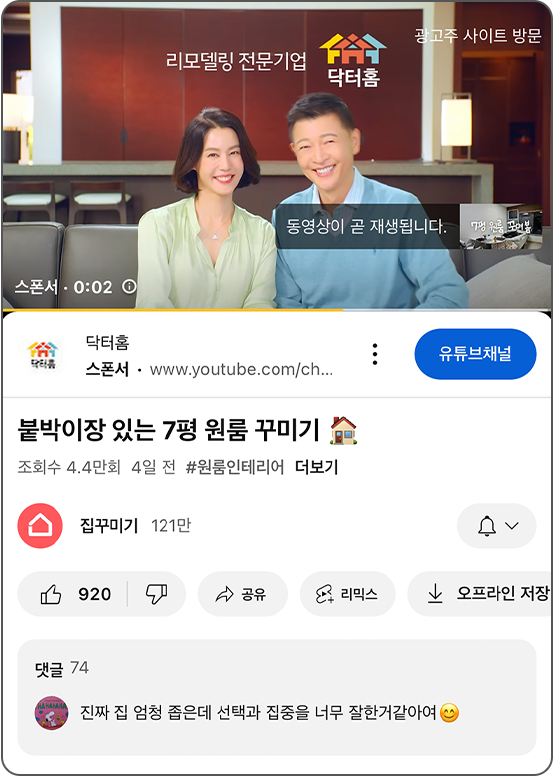 광고주 사이트 방문
리모델링 전문기업 닥터홈
동영상이 곧 재생됩니다.
7평 원룸 꾸며봄
스폰서 · 0:02
닥터홈
닥터홈
스폰서 · www.youtube.com/ch...
유튜브채널
붙박이장 있는 7평 원룸 꾸미기
조회수 4.4만회 4일 전 #원룸인테리어 더보기
집꾸미기 121만
920 공유 리믹스 오프라인 저장
댓글 74
진짜 집 엄청 좁은데 선택과 집중을 너무 잘한거같아여😊